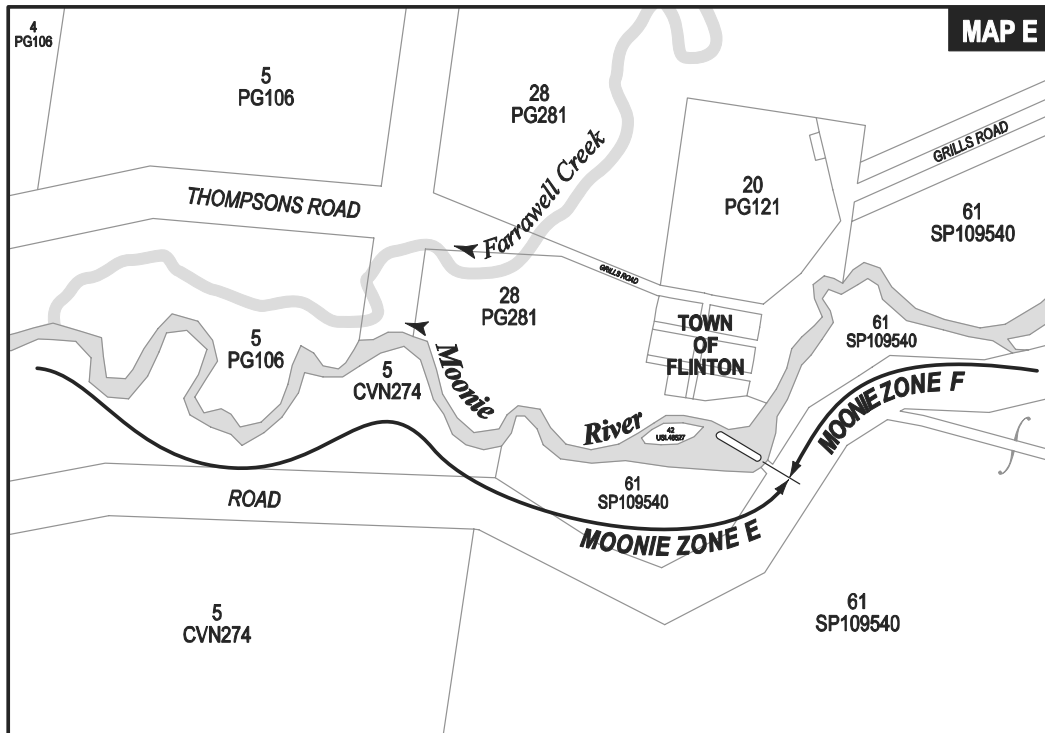 MAP E
4
PG106
5
PG106
28
PG281
GRILLS ROAD
THOMPSONS ROAD
Farrawell Creek
20
PG121
61
SP109540
GRILLS ROAD
28
PG281
TOWN
OF
FLINTON
61
SP109540
5
PG106
5
CVN274
Moonie
River
42
USL46527
MOONIE ZONE F
ROAD
61
SP109540
MOONIE ZONE E
5
CVN274
61
SP109540